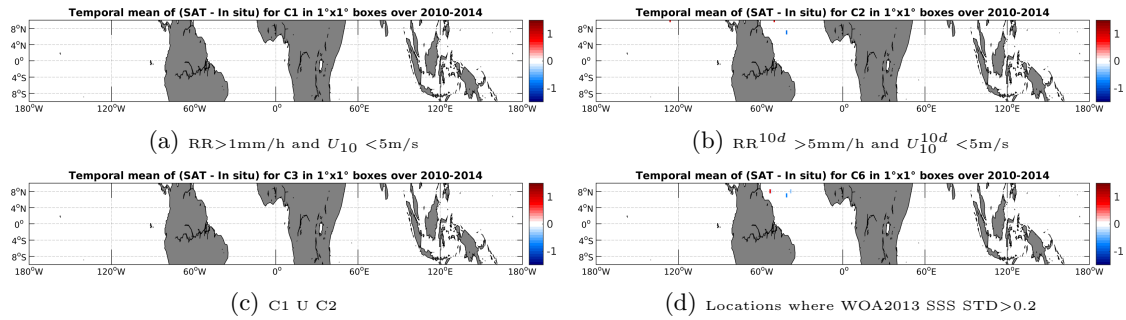 Temporal mean of (SAT - In situ) for C1 in 1°x1° boxes over 2010-2014
8°N
4°N
0°
4°S
8°S
180°W 120°W 60°W 0° 60°E 120°E 180°W
1
0
-1
(a) RR>1mm/h and U10 <5m/s
Temporal mean of (SAT - In situ) for C2 in 1°x1° boxes over 2010-2014
8°N
4°N
0°
4°S
8°S
180°W 120°W 60°W 0° 60°E 120°E 180°W
1
0
-1
(b) RR^10d >5mm/h and U10^10d <5m/s
Temporal mean of (SAT - In situ) for C3 in 1°x1° boxes over 2010-2014
8°N
4°N
0°
4°S
8°S
180°W 120°W 60°W 0° 60°E 120°E 180°W
1
0
-1
(c) C1 U C2
Temporal mean of (SAT - In situ) for C6 in 1°x1° boxes over 2010-2014
8°N
4°N
0°
4°S
8°S
180°W 120°W 60°W 0° 60°E 120°E 180°W
1
0
-1
(d) Locations where WOA2013 SSS STD>0.2